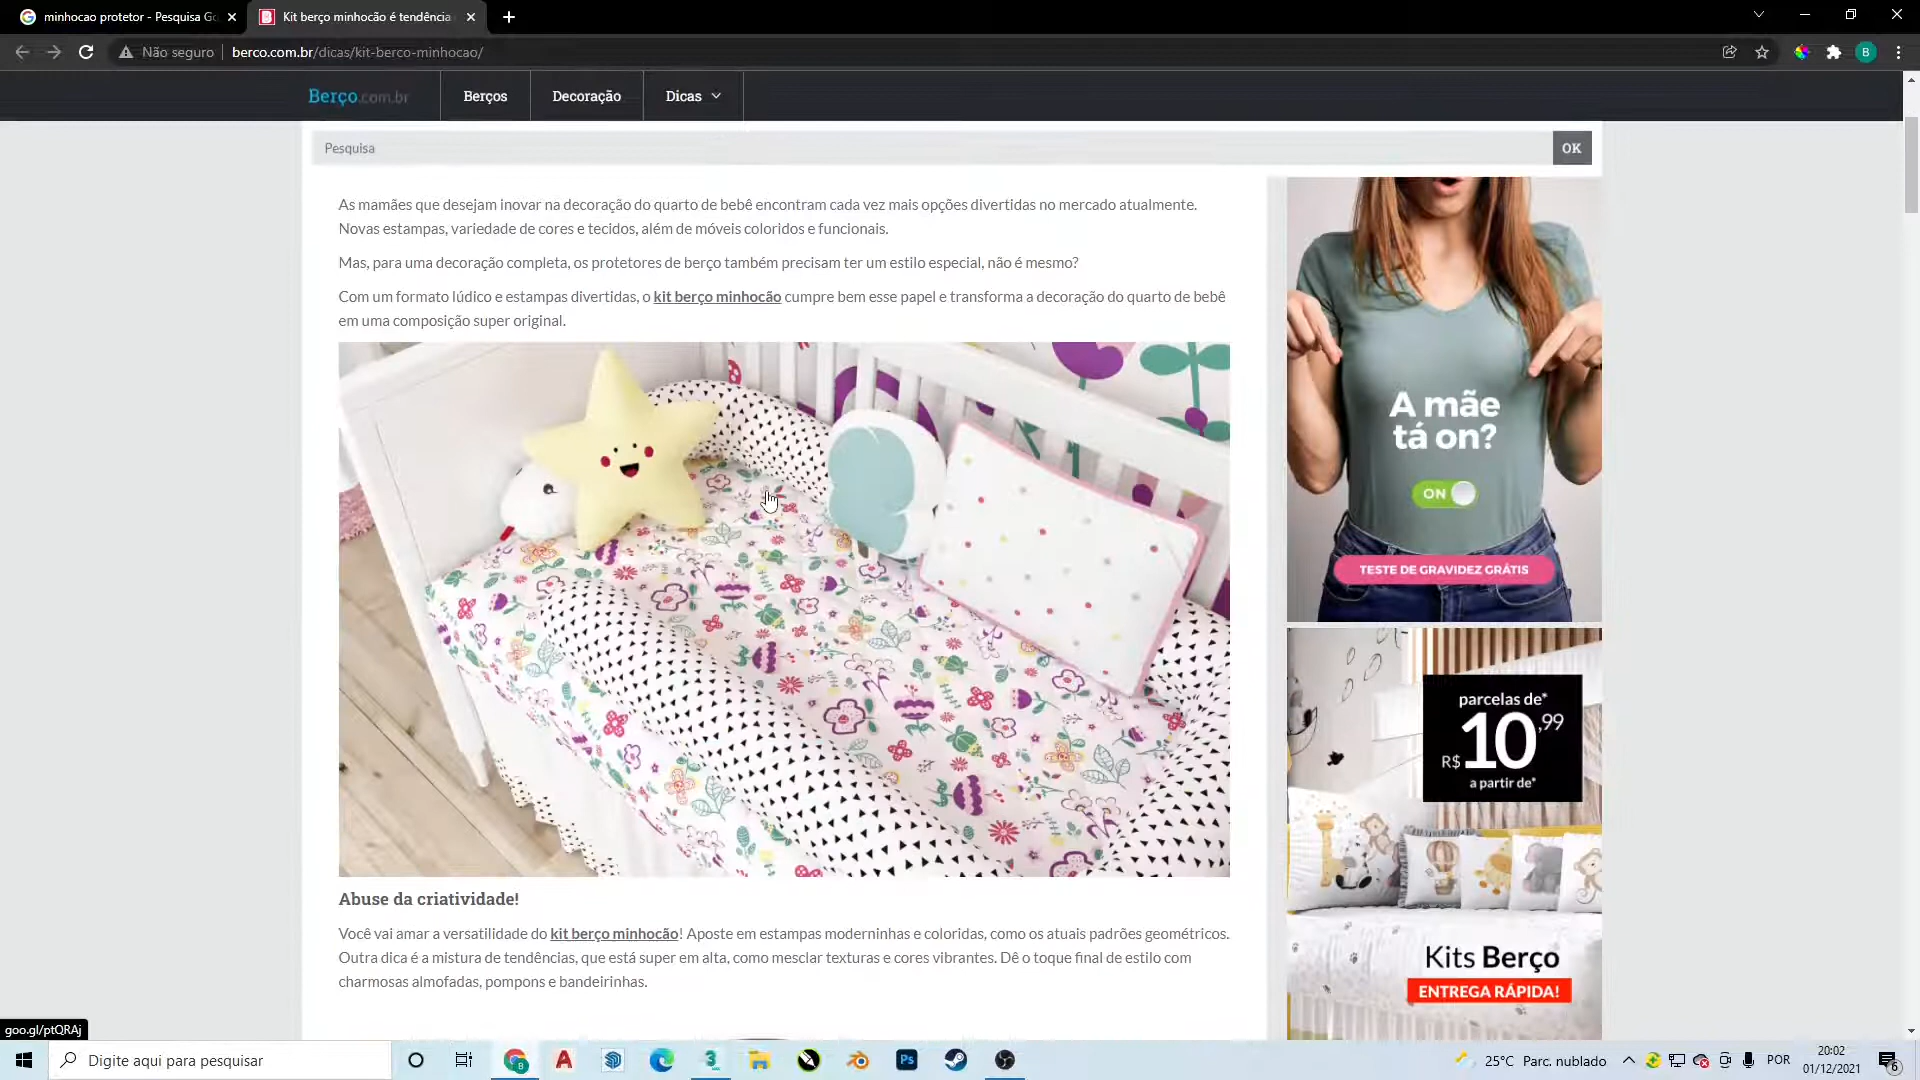 minhocao protetor - Pesquisa Go
Kit berço minhocão é tendência
Não seguro
berco.com.br/dicas/kit-berco-minhocao/
B
Berço.com.br
Berços
Decoração
Dicas
Pesquisa
OK
As mamães que desejam inovar na decoração do quarto de bebê encontram cada vez mais opções divertidas no mercado atualmente.
Novas estampas, variedade de cores e tecidos, além de móveis coloridos e funcionais.
Mas, para uma decoração completa, os protetores de berço também precisam ter um estilo especial, não é mesmo?
Com um formato lúdico e estampas divertidas, o kit berço minhocão cumpre bem esse papel e transforma a decoração do quarto de bebê
em uma composição super original.
Abuse da criatividade!
Você vai amar a versatilidade do kit berço minhocão! Aposte em estampas moderninhas e coloridas, como os atuais padrões geométricos.
Outra dica é a mistura de tendências, que está super em alta, como mesclar texturas e cores vibrantes. Dê o toque final de estilo com
charmosas almofadas, pompons e bandeirinhas.
A mãe
tá on?
ON
TESTE DE GRAVIDEZ GRÁTIS
parcelas de*
R$ 10,99
a partir de*
Kits Berço
ENTREGA RÁPIDA!
goo.gl/ptQRAj
Digite aqui para pesquisar
25°C Parc. nublado
POR
20:02
01/12/2021
6